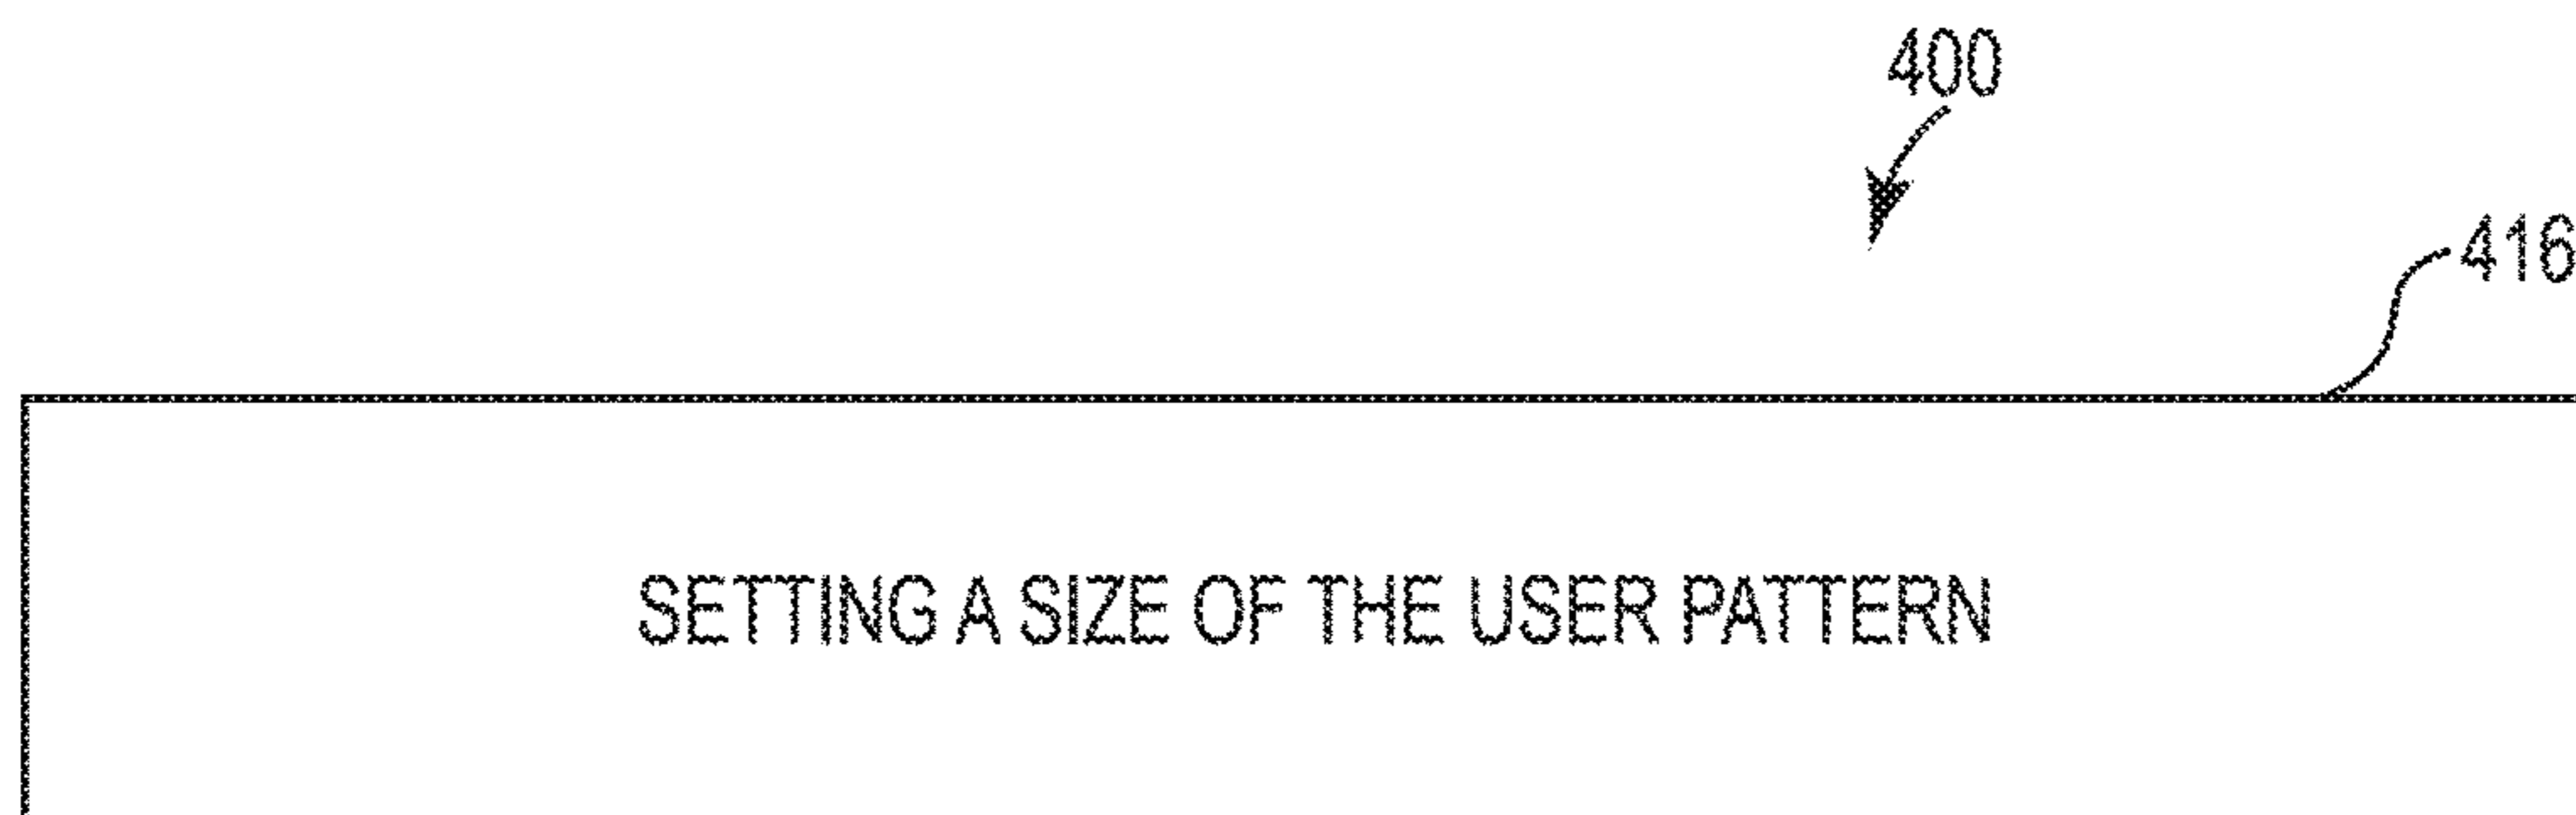 400
416
SETTING A SIZE OF THE USER PATTERN